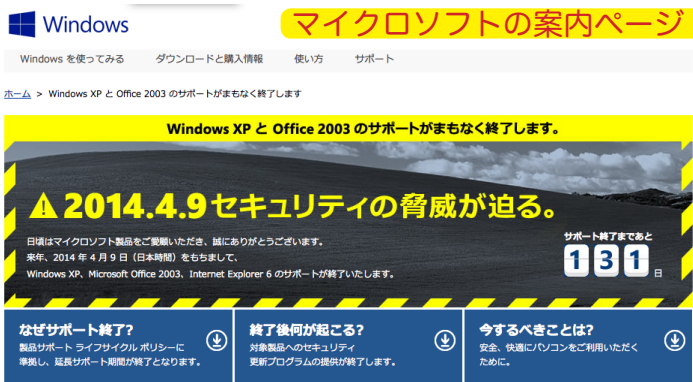 Windows
マイクロソフトの案内ページ
Windows を使ってみる ダウンロードと購入情報 使い方 サポート
ホーム > Windows XP と Office 2003 のサポートがまもなく終了します
Windows XP と Office 2003 のサポートがまもなく終了します。
2014.4.9セキュリティの脅威が迫る。
日頃はマイクロソフト製品をご愛顧いただき、誠にありがとうございます。
来年、2014 年 4 月 9 日（日本時間）をもちまして、
Windows XP、Microsoft Office 2003、Internet Explorer 6 のサポートが終了いたします。
サポート終了まであと
131日
なぜサポート終了?
製品サポート ライフサイクル ポリシーに
準拠し、延長サポート期間が終了となります。
終了後何が起こる?
対象製品へのセキュリティ
更新プログラムの提供が終了します。
今するべきことは?
安全、快適にパソコンをご利用いただく
ために。